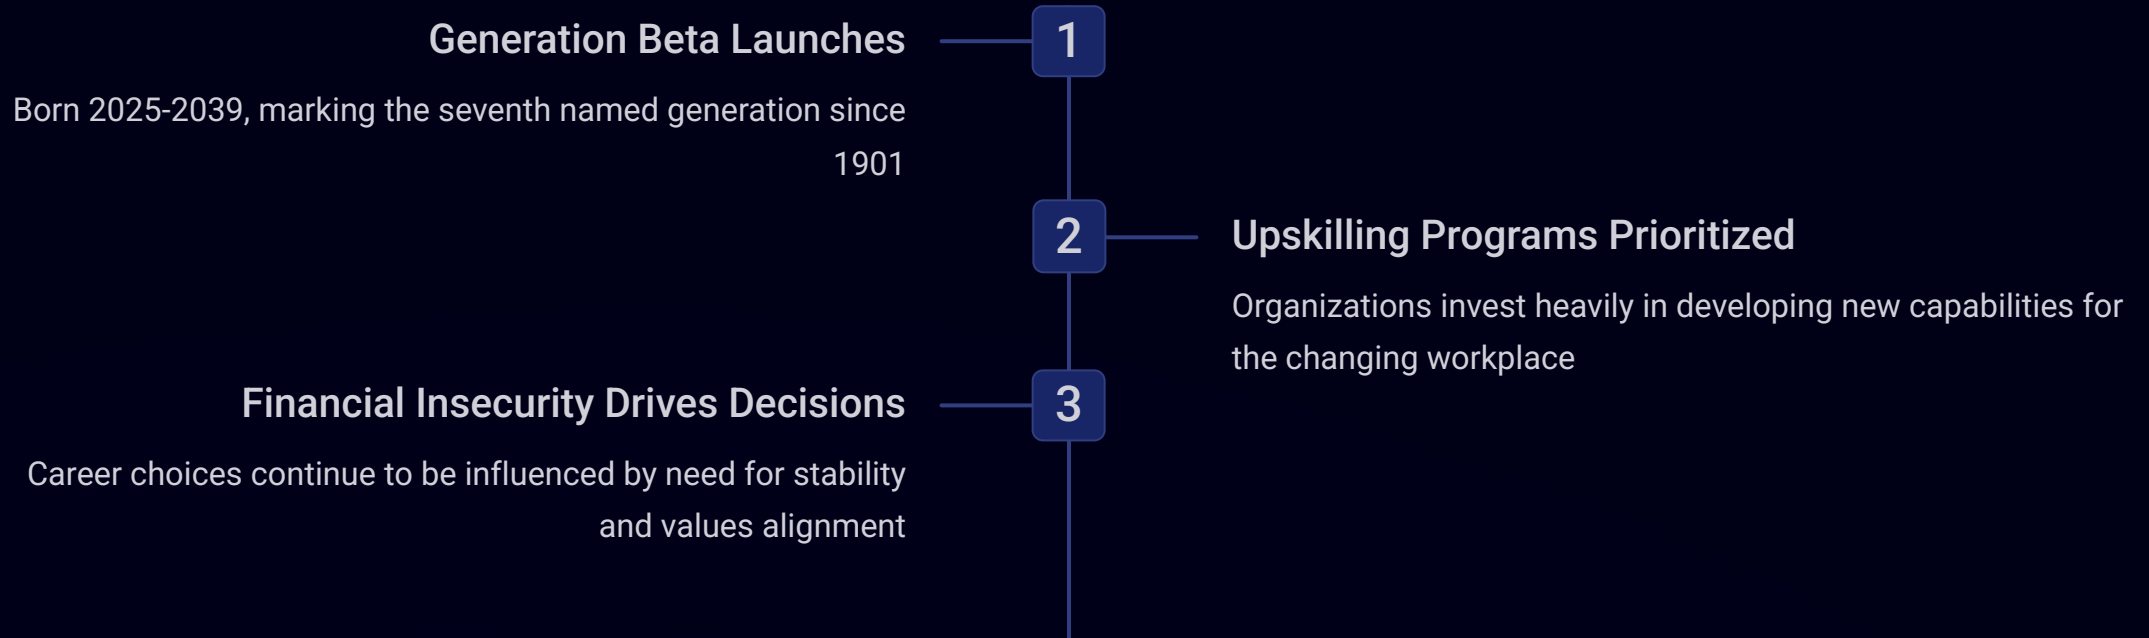 Generation Beta Launches
1
Born 2025-2039, marking the seventh named generation since
1901
2
Upskilling Programs Prioritized
Organizations invest heavily in developing new capabilities for
the changing workplace
Financial Insecurity Drives Decisions
3
Career choices continue to be influenced by need for stability
and values alignment